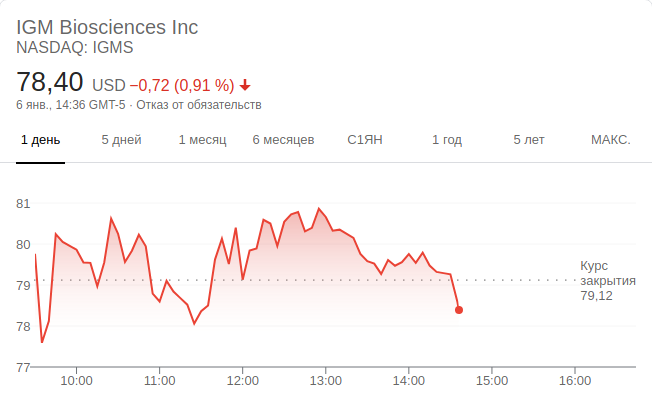 IGM Biosciences Inc
NASDAQ: IGMS
78,40 USD −0,72 (0,91 %)
6 янв., 14:36 GMT-5 · Отказ от обязательств
1 день 5 дней 1 месяц 6 месяцев С1ЯН 1 год 5 лет МАКС.
81
80
79
78
77
Курс
закрытия
79,12
10:00 11:00 12:00 13:00 14:00 15:00 16:00